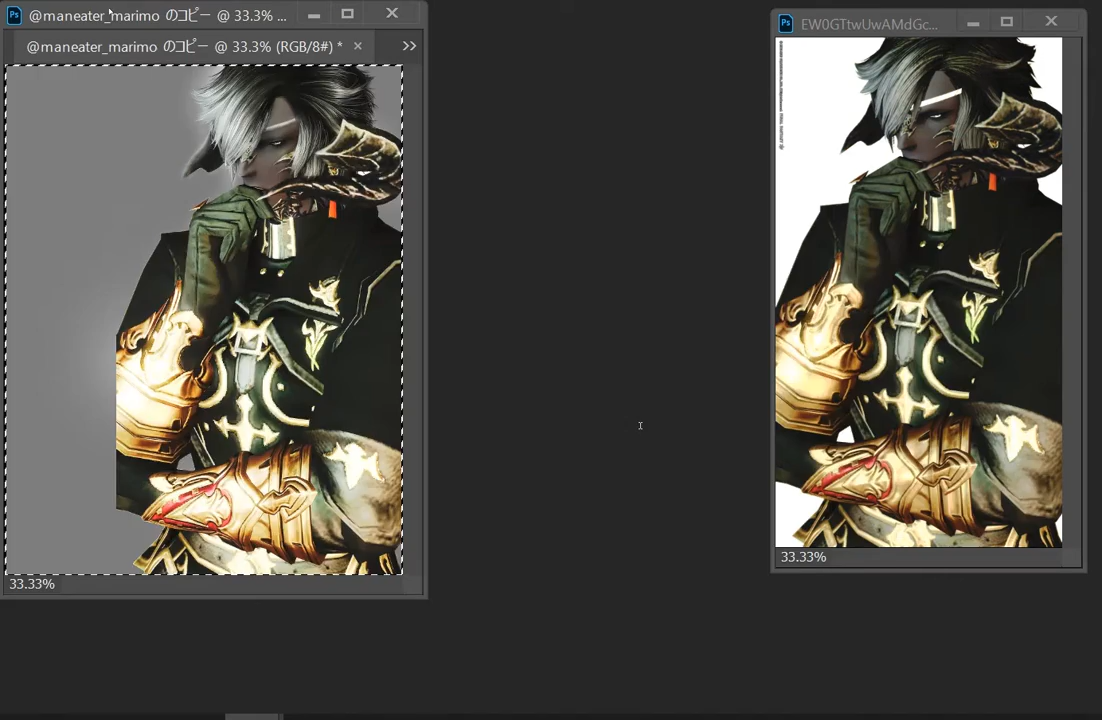 @maneater_marimo のコピー @ 33.3% ...
@maneater_marimo のコピー @ 33.3% (RGB/8#) *
33.33%
EW0GTtwUwAMdGc...
33.33%